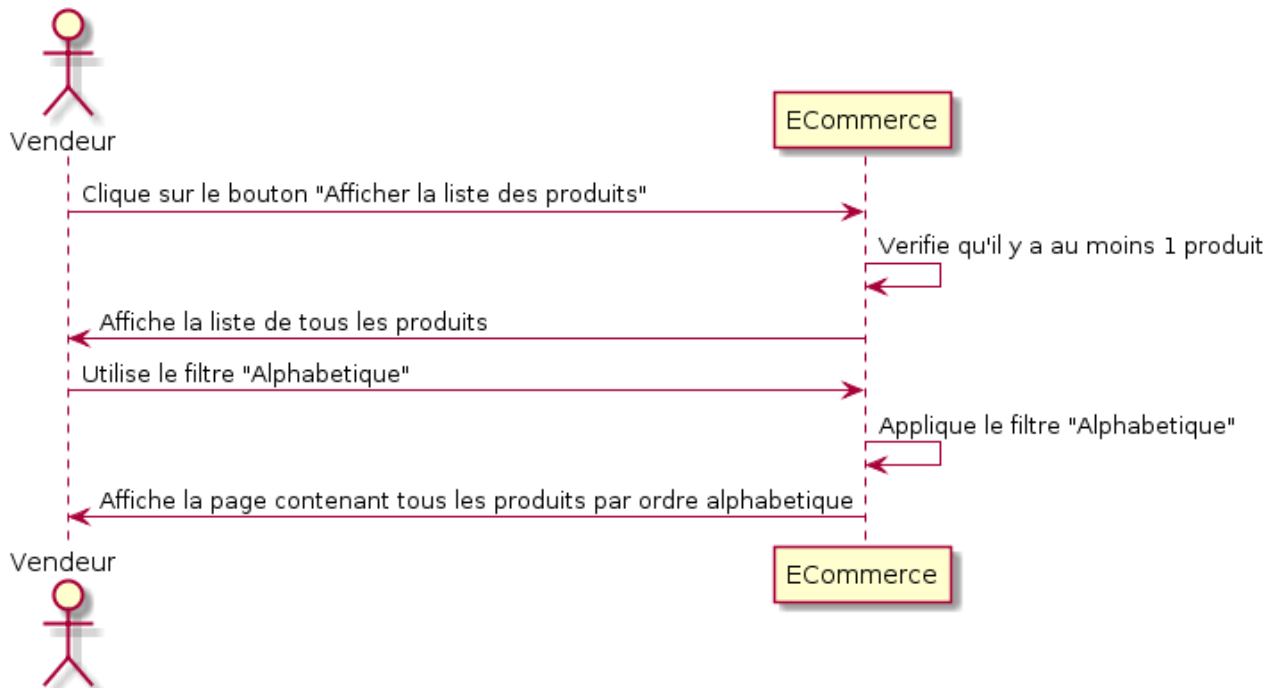 Vendeur
ECommerce
Clique sur le bouton "Afficher la liste des produits"
Verifie qu'il y a au moins 1 produit
Affiche la liste de tous les produits
Utilise le filtre "Alphabetique"
Applique le filtre "Alphabetique"
Affiche la page contenant tous les produits par ordre alphabetique
Vendeur
ECommerce